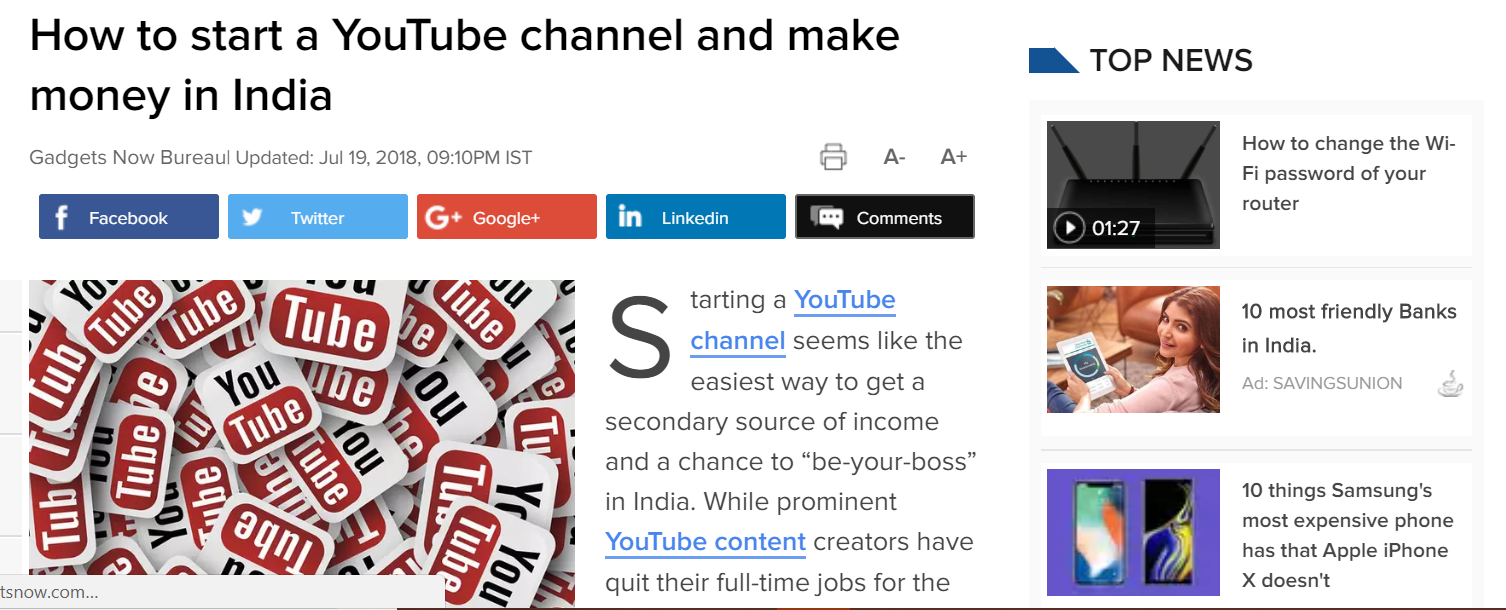 How to start a YouTube channel and make
money in India
Gadgets Now Bureau| Updated: Jul 19, 2018, 09:10PM IST
A- A+
f Facebook
Twitter
G+ Google+
in Linkedin
Comments
You Tube
Starting a YouTube
channel seems like the
easiest way to get a
secondary source of income
and a chance to “be-your-boss”
in India. While prominent
YouTube content creators have
quit their full-time jobs for the
tsnow.com...
TOP NEWS
01:27
How to change the Wi-
Fi password of your
router
10 most friendly Banks
in India.
Ad: SAVINGSUNION
10 things Samsung's
most expensive phone
has that Apple iPhone
X doesn't